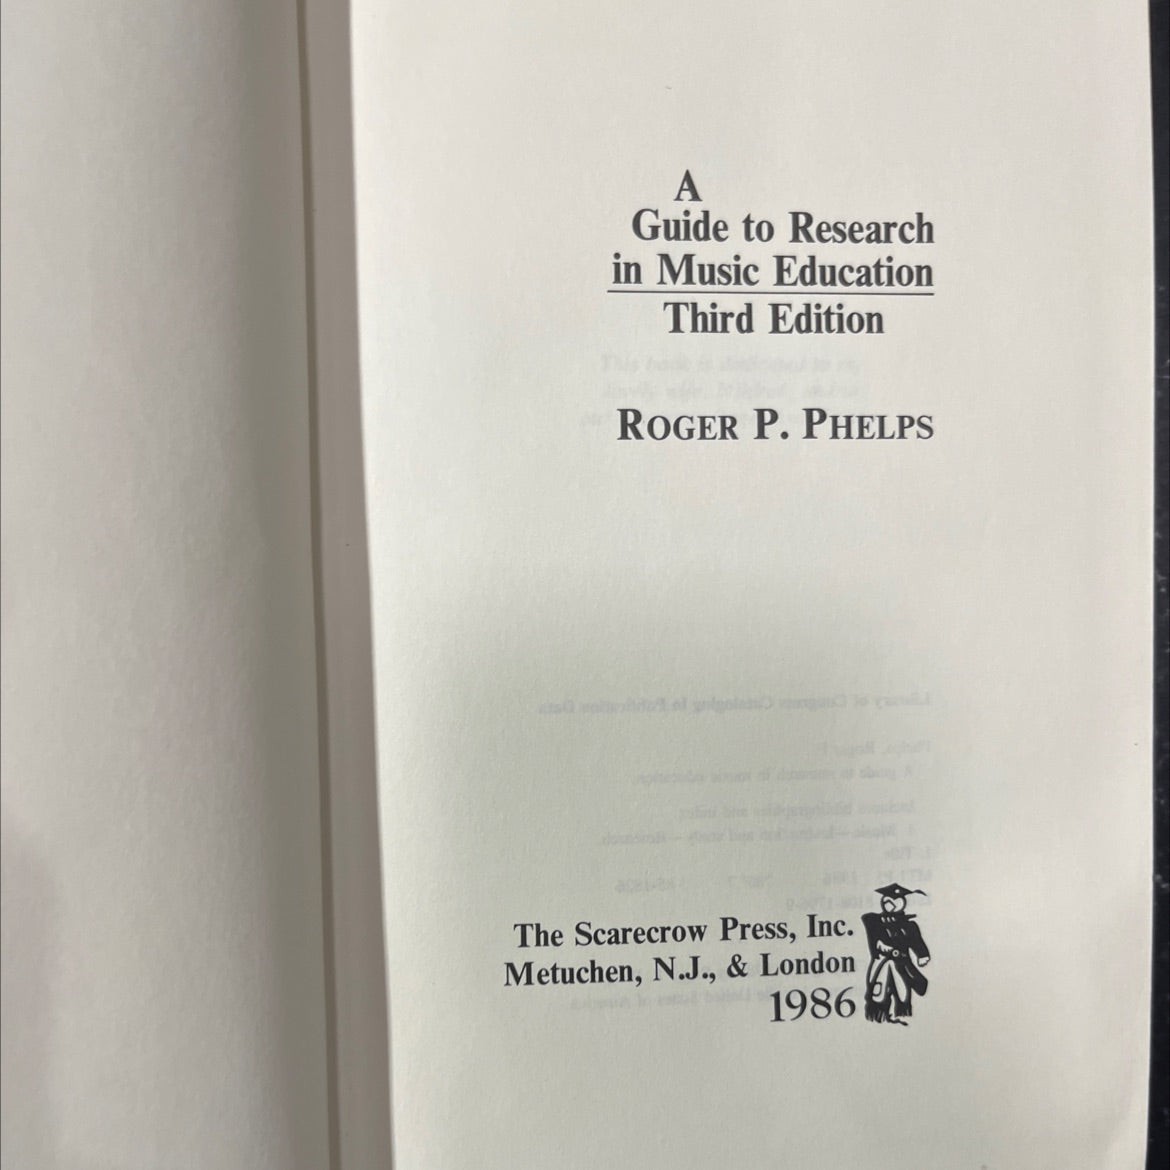 A
Guide to Research
in Music Education
Third Edition
ROGER P. PHELPS
The Scarecrow Press, Inc.
Metuchen, N.J., & London
1986